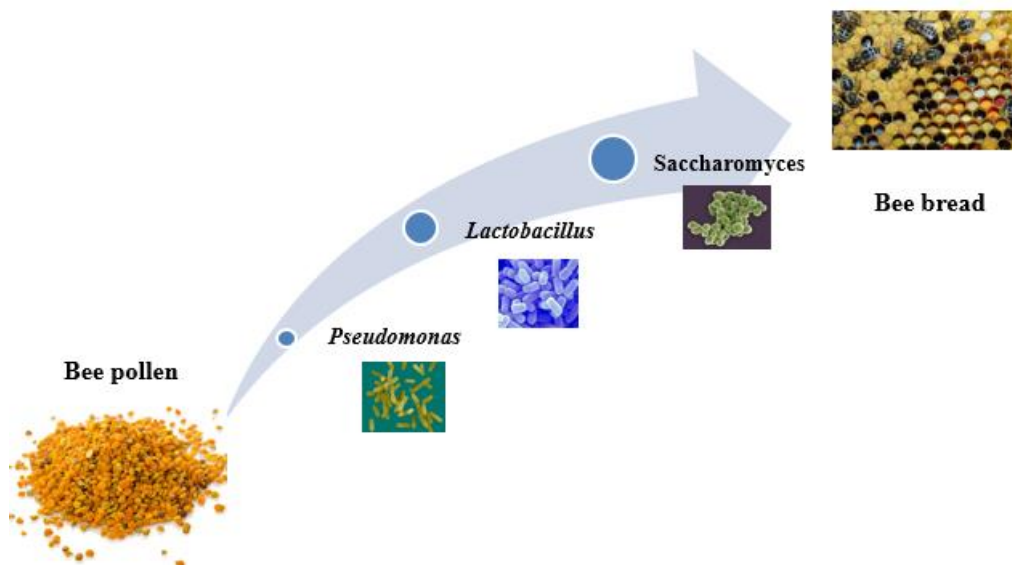 Saccharomyces
Bee bread
Lactobacillus
Pseudomonas
Bee pollen